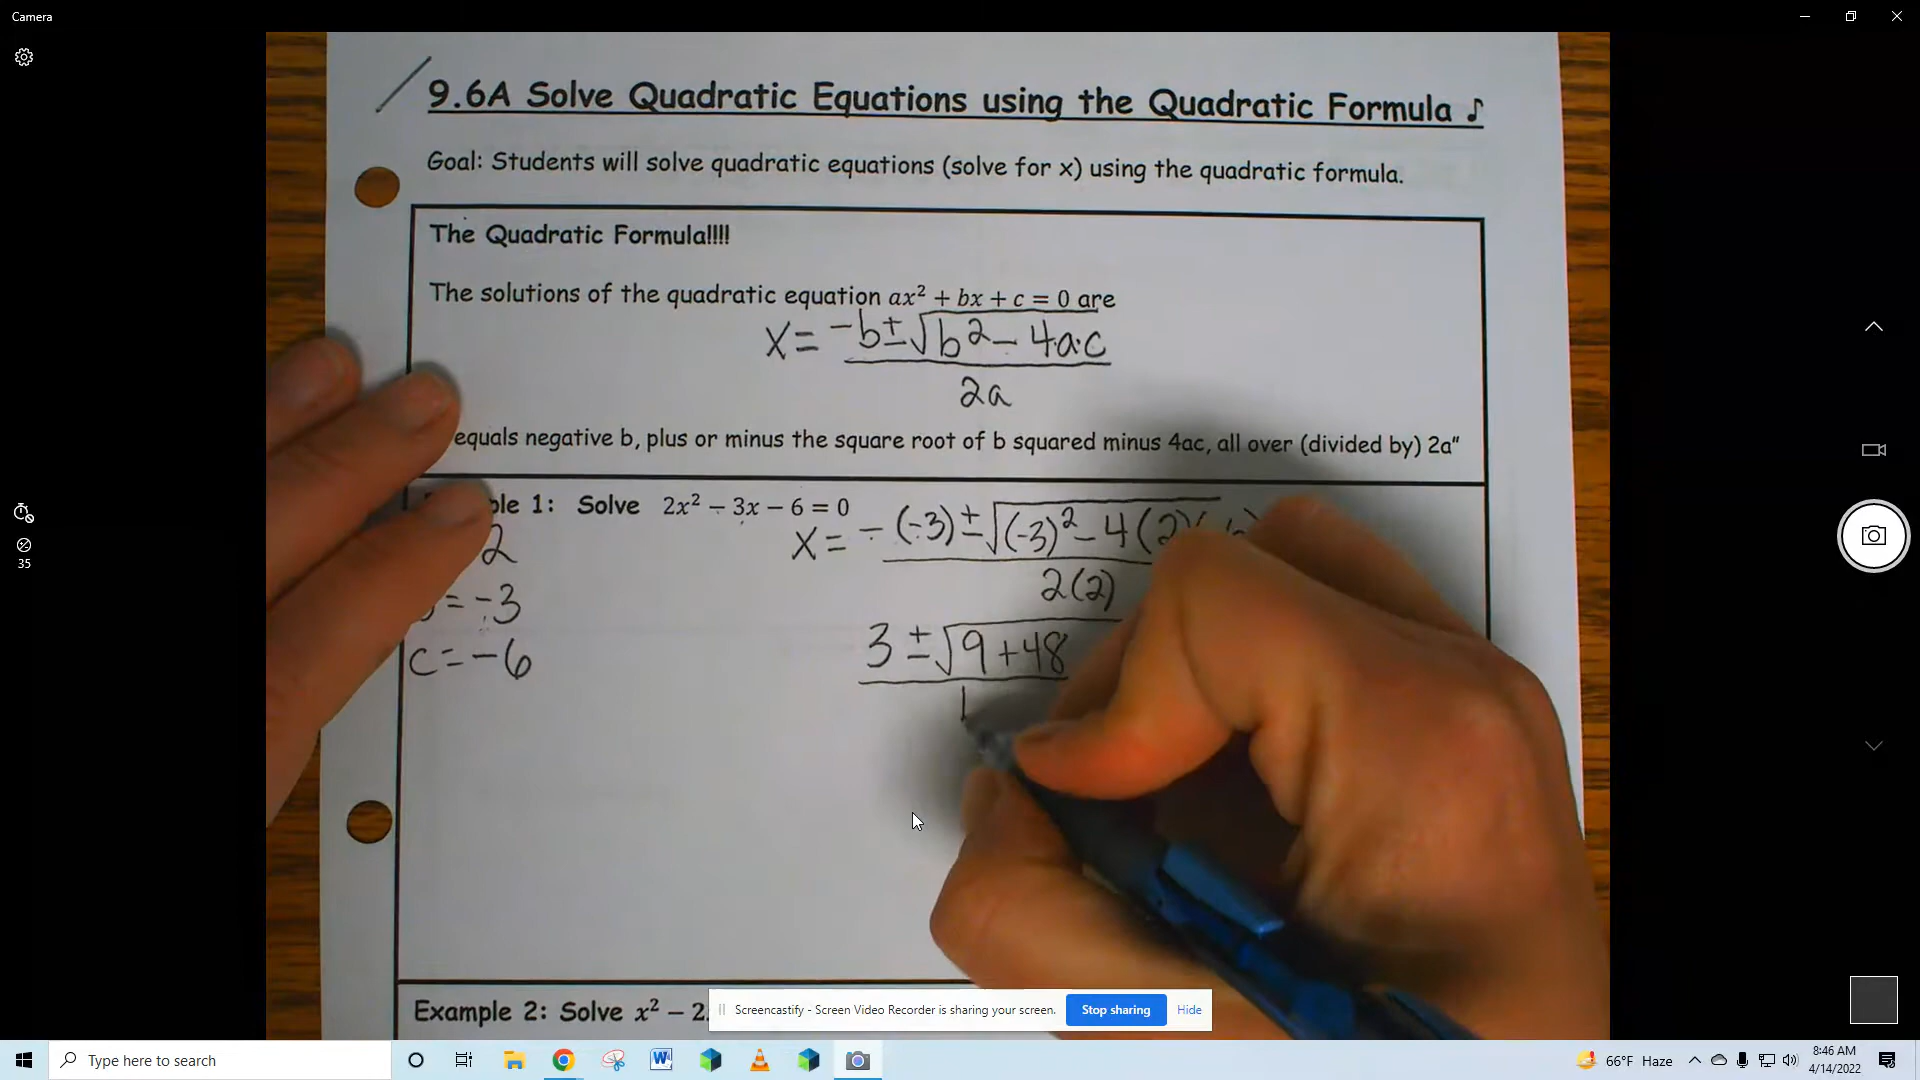 Camera
9.6A Solve Quadratic Equations using the Quadratic Formula ♪
Goal: Students will solve quadratic equations (solve for x) using the quadratic formula.
The Quadratic Formula!!!!
The solutions of the quadratic equation ax² + bx + c = 0 are
X = -b ± √b² - 4a·c
2a
equals negative b, plus or minus the square root of b squared minus 4ac, all over (divided by) 2a"
1: Solve 2x² − 3x − 6 = 0
2
X = -(-3) ± √(-3)² - 4(2)(
2(2)
= -3
3 ± √9 + 48
c = -6
35
Example 2: Solve x² − 2
Screencastify - Screen Video Recorder is sharing your screen.
Stop sharing
Hide
Type here to search
66°F Haze
8:46 AM
4/14/2022